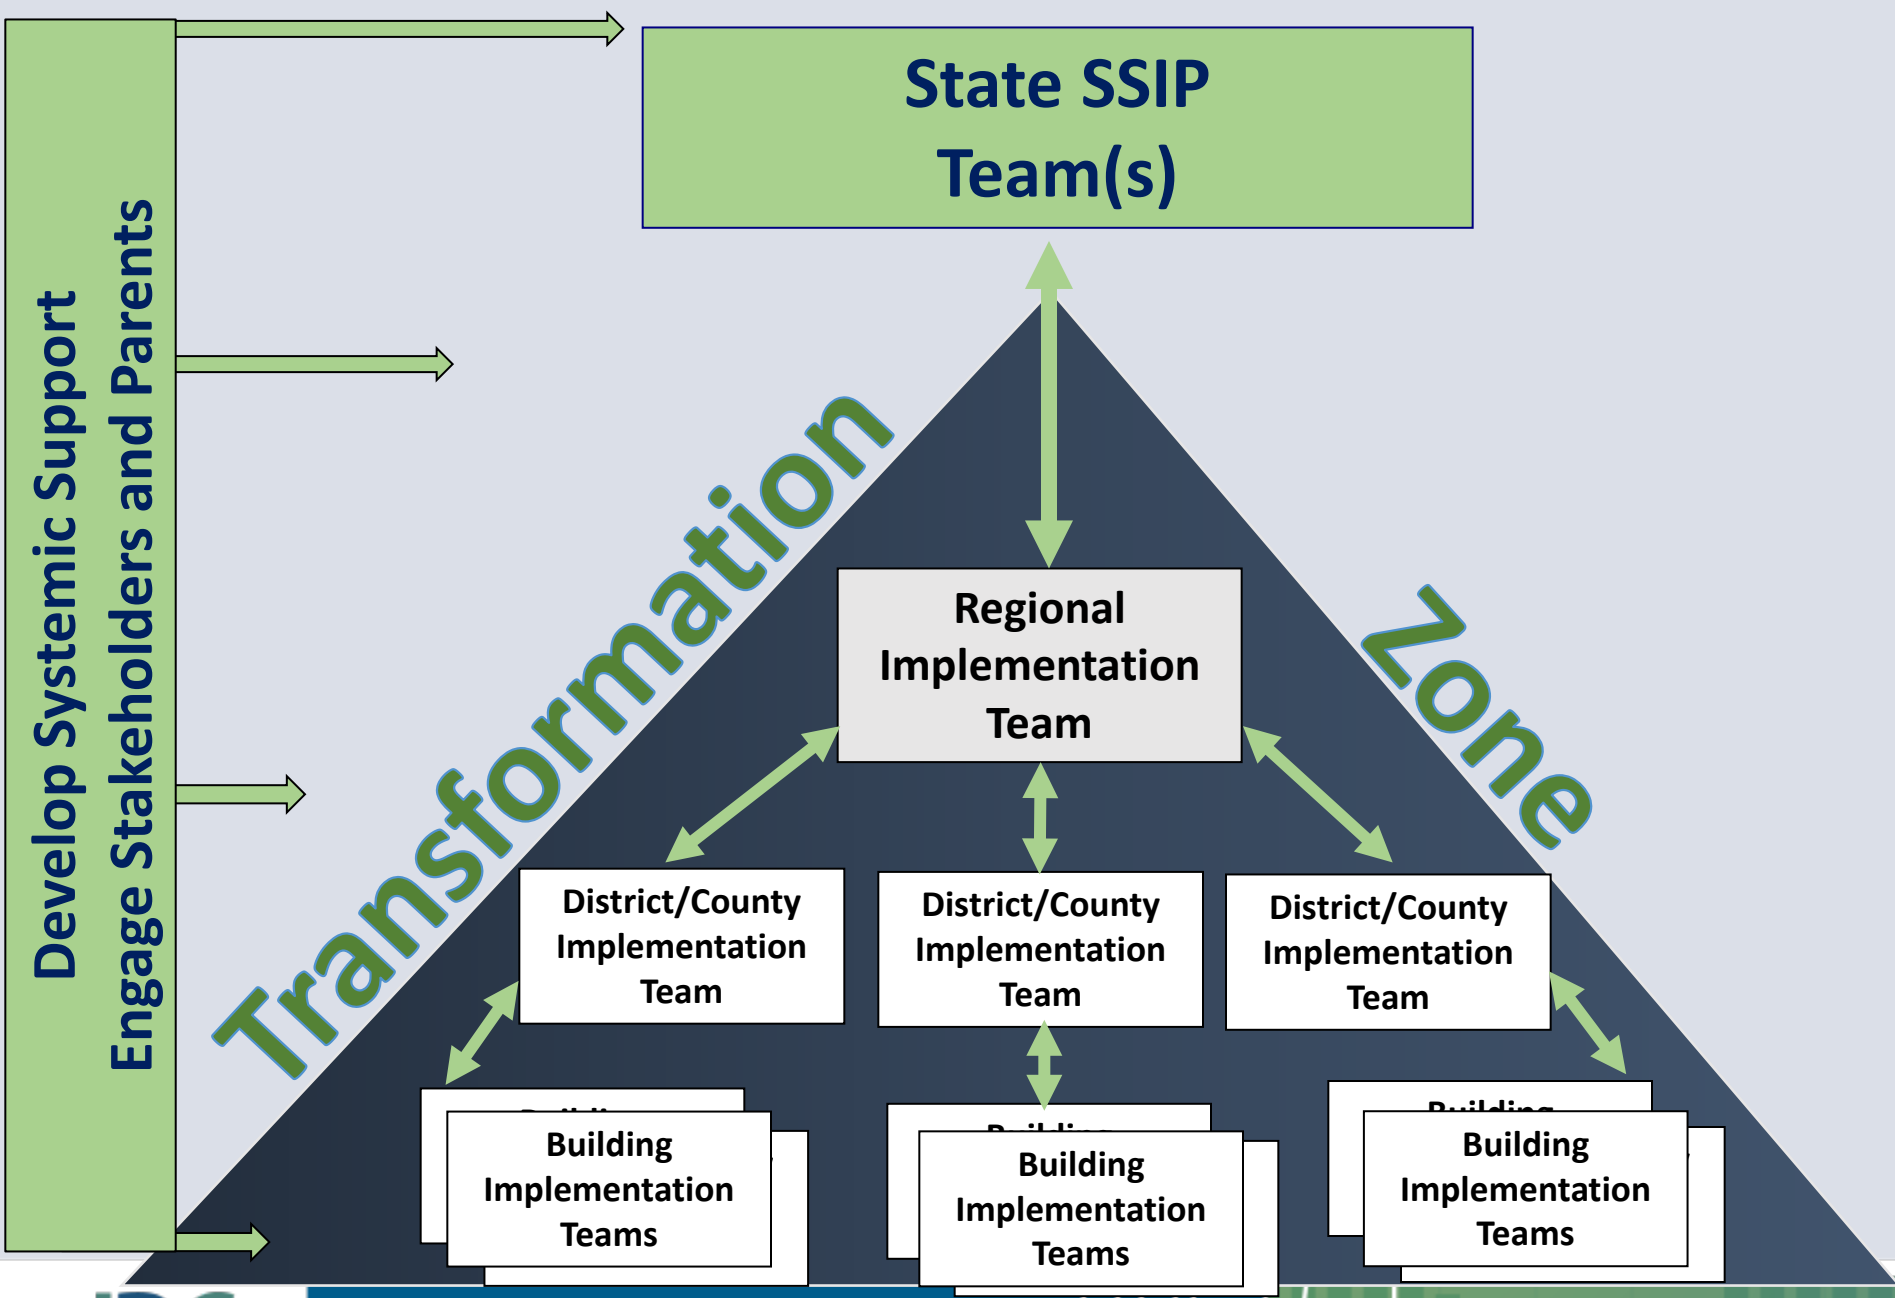 State SSIP
Team(s)
Develop Systemic Support
Engage Stakeholders and Parents
Transformation
Zone
Regional
Implementation
Team
District/County
Implementation
Team
District/County
Implementation
Team
District/County
Implementation
Team
Building
Implementation
Teams
Building
Implementation
Teams
Building
Implementation
Teams